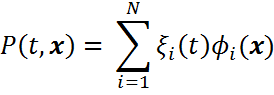 P(t, 𝒙) = ∑_{i=1}^{N} ξ_i(t)ϕ_i(𝒙)